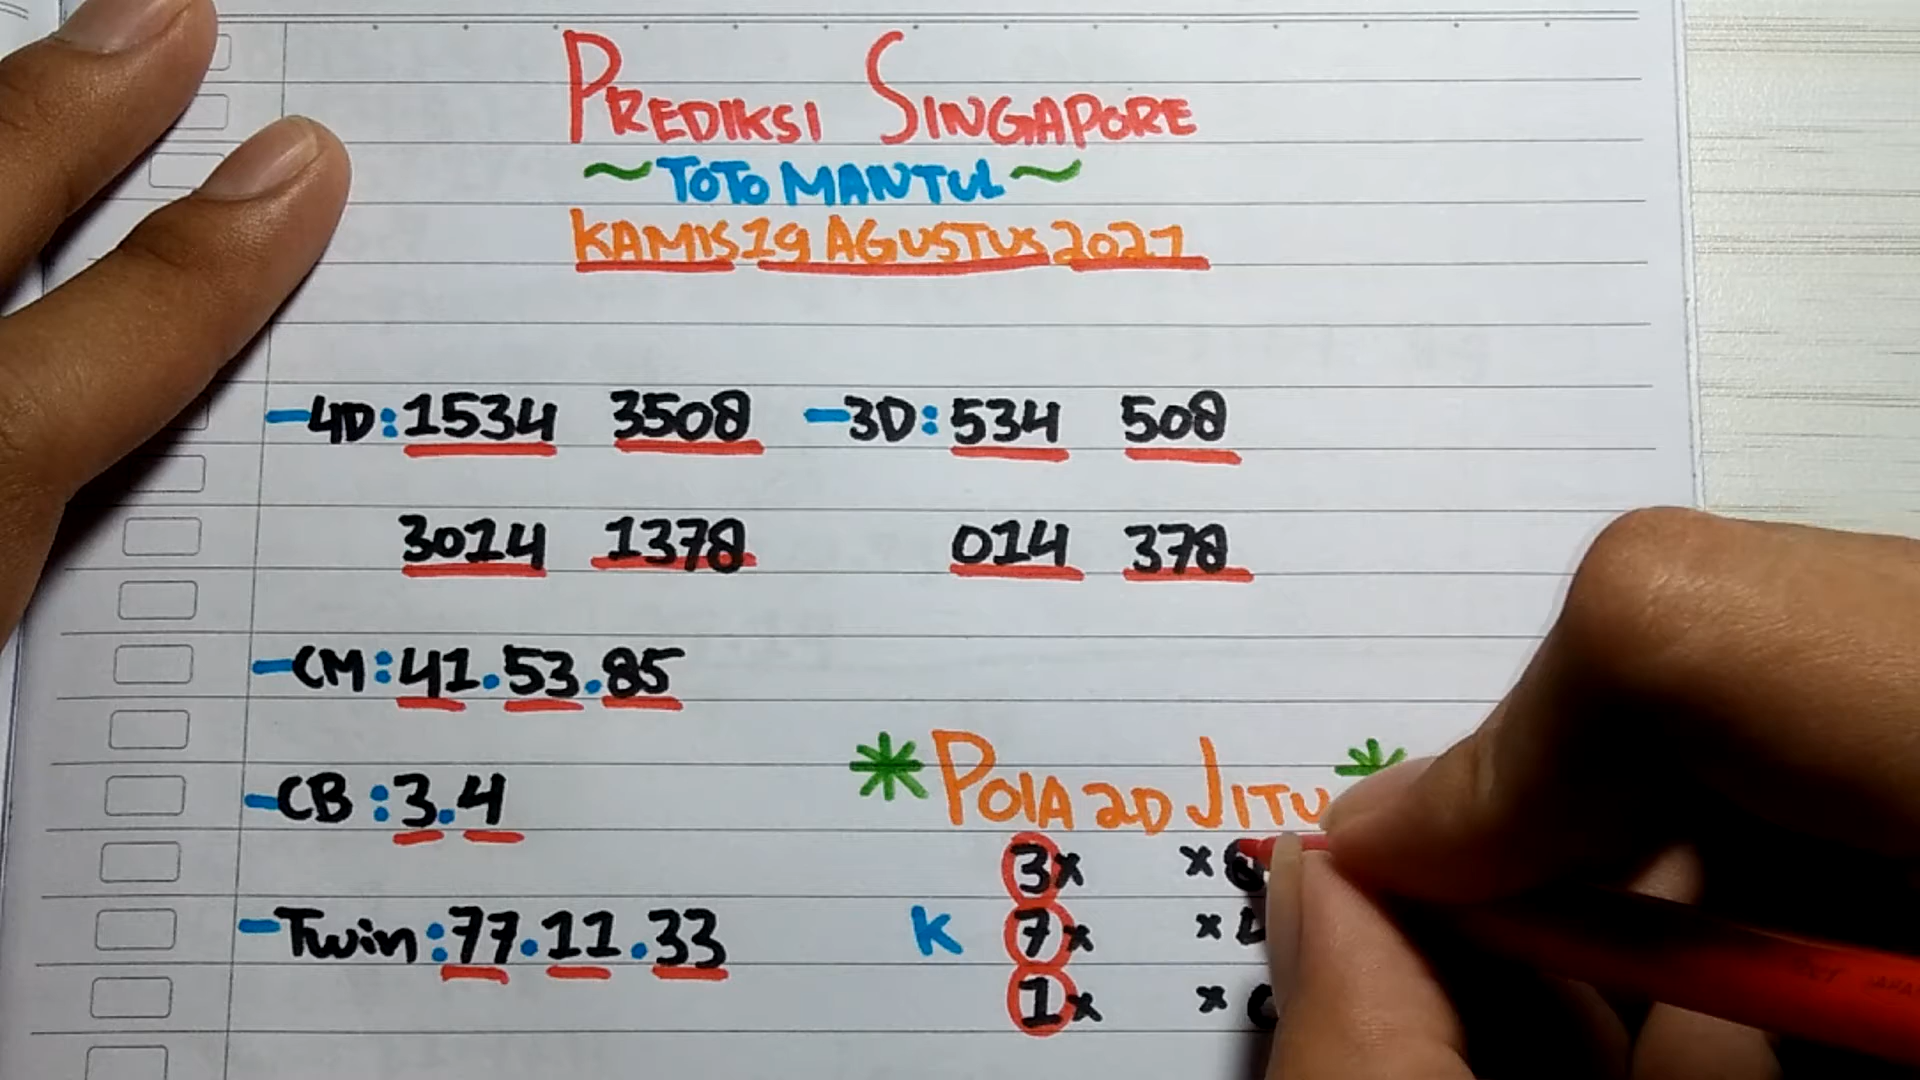 PREDIKSI SINGAPORE
~TOTO MANTUL~
KAMIS 19 AGUSTUS 2021
-4D:1534 3508 -3D:534 508
3014 1378 014 378
-CM:41.53.85
-CB:3.4
*POLA 2D JITU*
3x x
-Twin:77.11.33 K 7x x
1x x